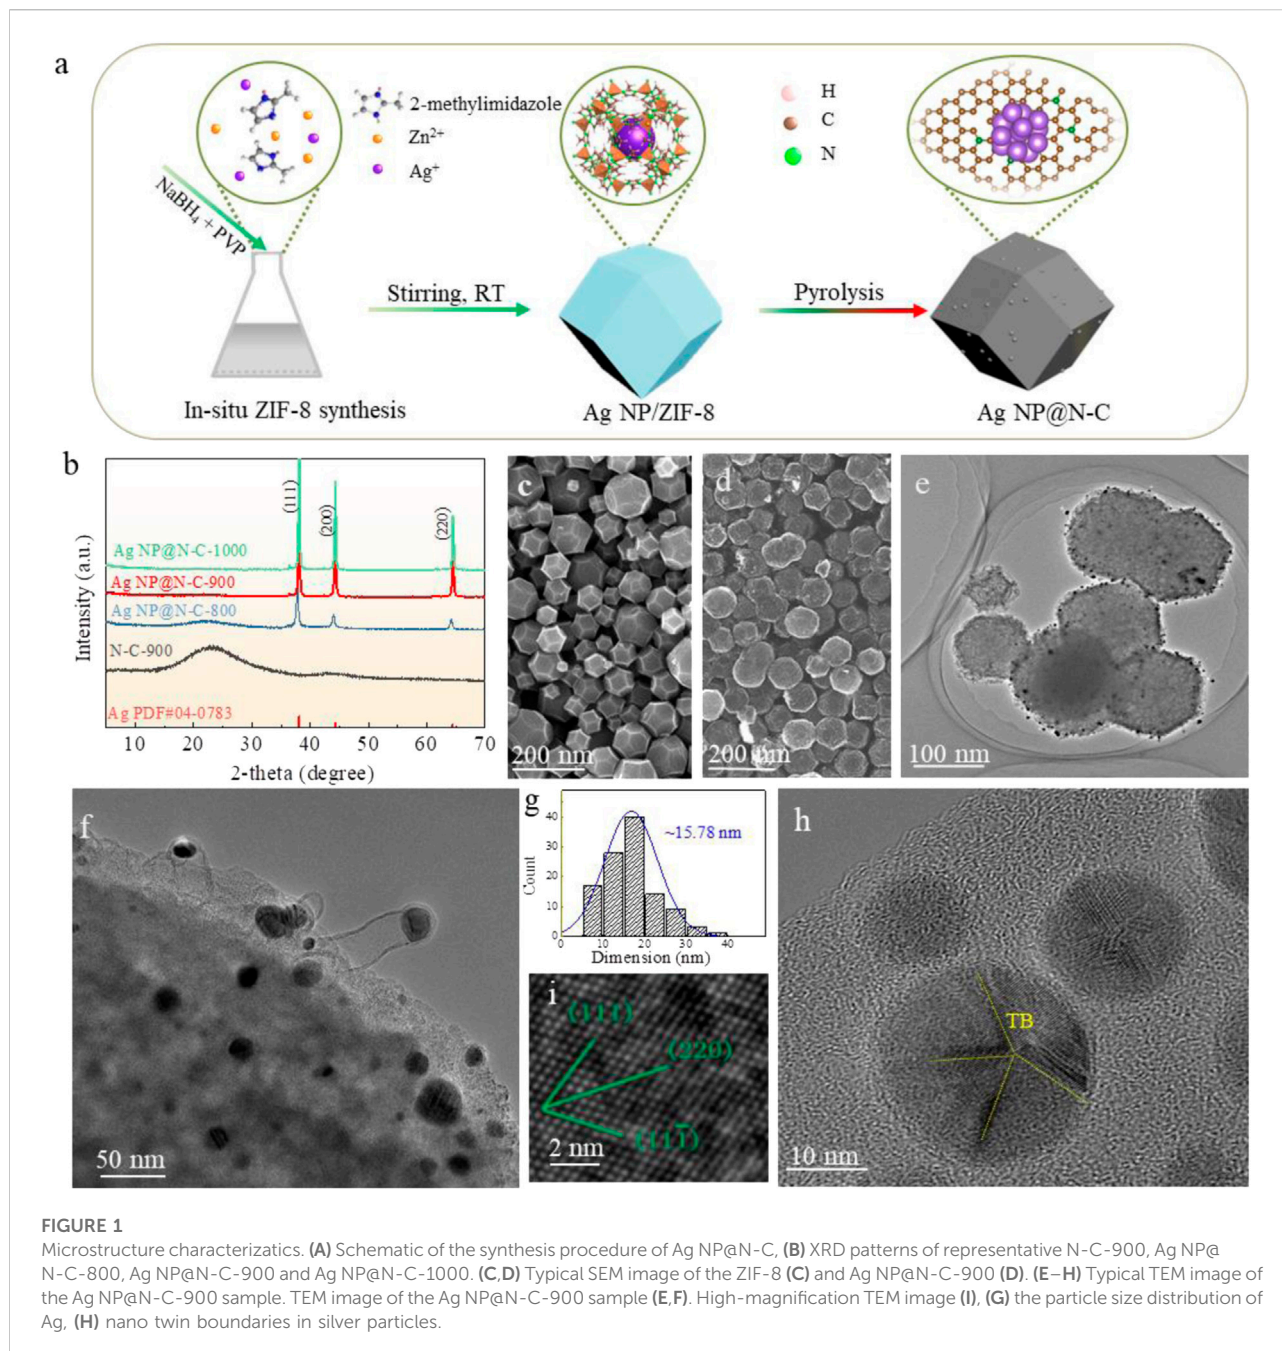 a
2-methylimidazole
Zn²⁺
Ag⁺
H
C
N
NaBH₄ + PVP
Stirring, RT
Pyrolysis
In-situ ZIF-8 synthesis
Ag NP/ZIF-8
Ag NP@N-C
b
(111)
(200)
(220)
Ag NP@N-C-1000
Ag NP@N-C-900
Ag NP@N-C-800
N-C-900
Ag PDF#04-0783
Intensity (a.u.)
10 20 30 40 50 60 70
2-theta (degree)
c
200 nm
d
200 nm
e
100 nm
f
50 nm
g
~15.78 nm
Count
40
30
20
10
0
0 10 20 30 40
Dimension (nm)
h
TB
10 nm
i
(111)
(220)
(111̅)
2 nm
FIGURE 1
Microstructure characterizatics. (A) Schematic of the synthesis procedure of Ag NP@N-C, (B) XRD patterns of representative N-C-900, Ag NP@
N-C-800, Ag NP@N-C-900 and Ag NP@N-C-1000. (C,D) Typical SEM image of the ZIF-8 (C) and Ag NP@N-C-900 (D). (E–H) Typical TEM image of
the Ag NP@N-C-900 sample. TEM image of the Ag NP@N-C-900 sample (E,F). High-magnification TEM image (I), (G) the particle size distribution of
Ag, (H) nano twin boundaries in silver particles.